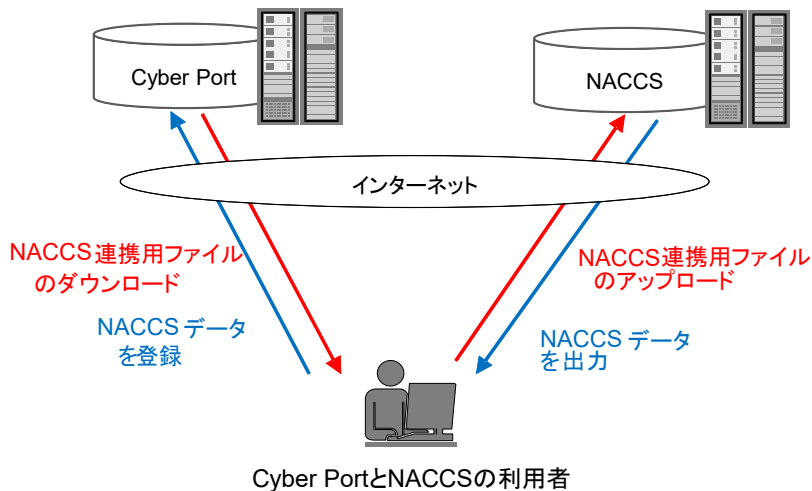 Cyber Port
NACCS
インターネット
NACCS連携用ファイル
のダウンロード
NACCS連携用ファイル
のアップロード
NACCS データ
を登録
NACCS データ
を出力
Cyber PortとNACCSの利用者